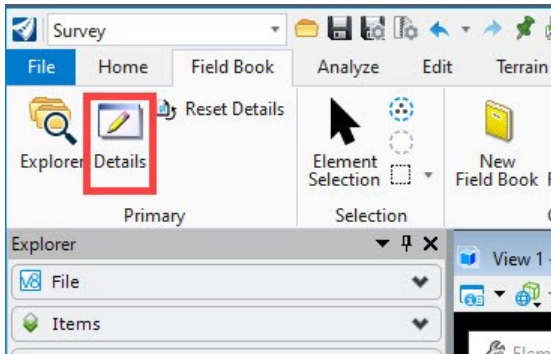 Survey
File Home Field Book Analyze Edit Terrain
Explorer Details Reset Details Element Selection New Field Book
Primary Selection
Explorer
View 1
File
Items